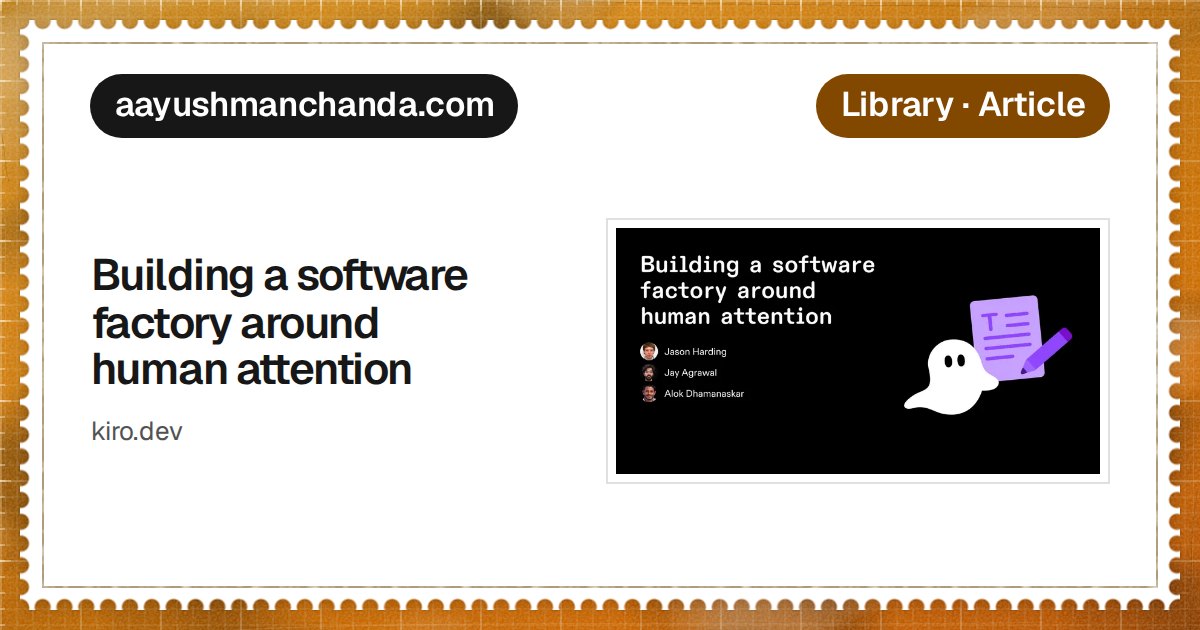 aayushmanchanda.com
Library · Article
Building a software
factory around
human attention
kiro.dev
Building a software
factory around
human attention
Jason Harding
Jay Agrawal
Alok Dhamanaskar
T